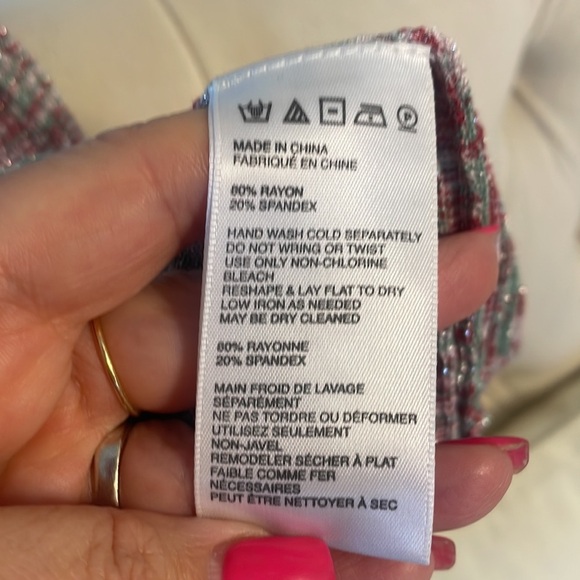 MADE IN CHINA
FABRIQUÉ EN CHINE
80% RAYON
20% SPANDEX
HAND WASH COLD SEPARATELY
DO NOT WRING OR TWIST
USE ONLY NON-CHLORINE
BLEACH
RESHAPE & LAY FLAT TO DRY
LOW IRON AS NEEDED
MAY BE DRY CLEANED
80% RAYONNE
20% SPANDEX
MAIN FROID DE LAVAGE
SÉPARÉMENT
NE PAS TORDRE OU DÉFORMER
UTILISEZ SEULEMENT
NON-JAVEL
REMODELER SÉCHER À PLAT
FAIBLE COMME FER
NÉCESSAIRES
PEUT ÊTRE NETTOYER À SEC